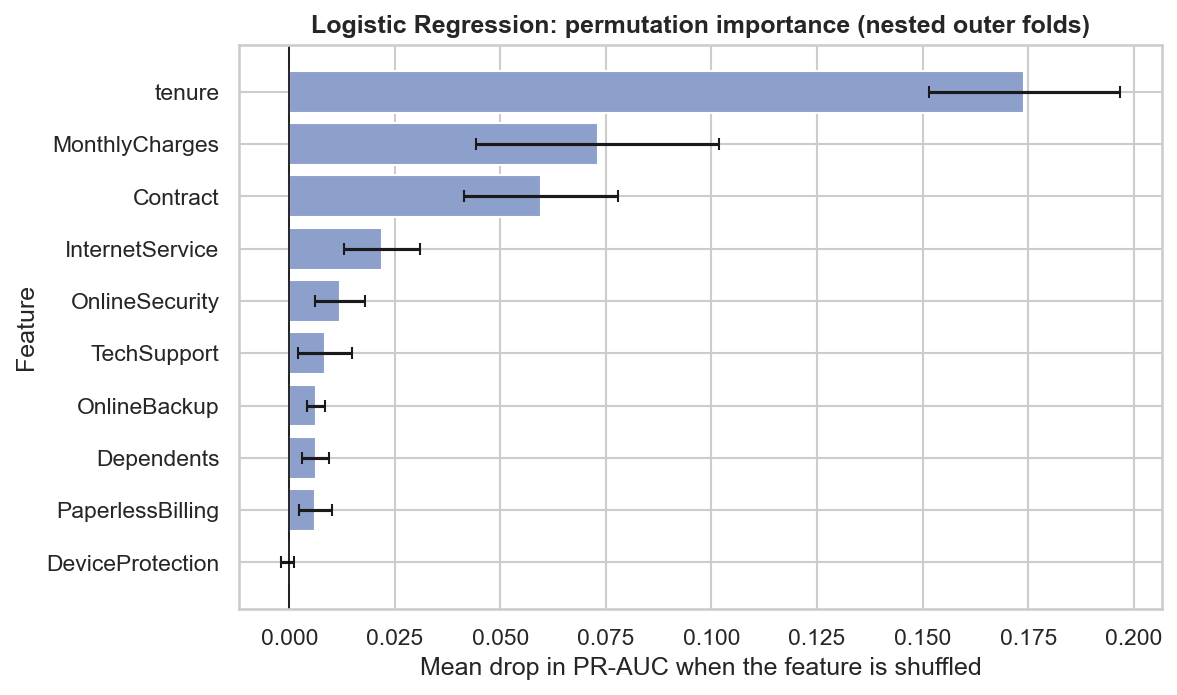 Logistic Regression: permutation importance (nested outer folds)
Feature
tenure
MonthlyCharges
Contract
InternetService
OnlineSecurity
TechSupport
OnlineBackup
Dependents
PaperlessBilling
DeviceProtection
0.000 0.025 0.050 0.075 0.100 0.125 0.150 0.175 0.200
Mean drop in PR-AUC when the feature is shuffled